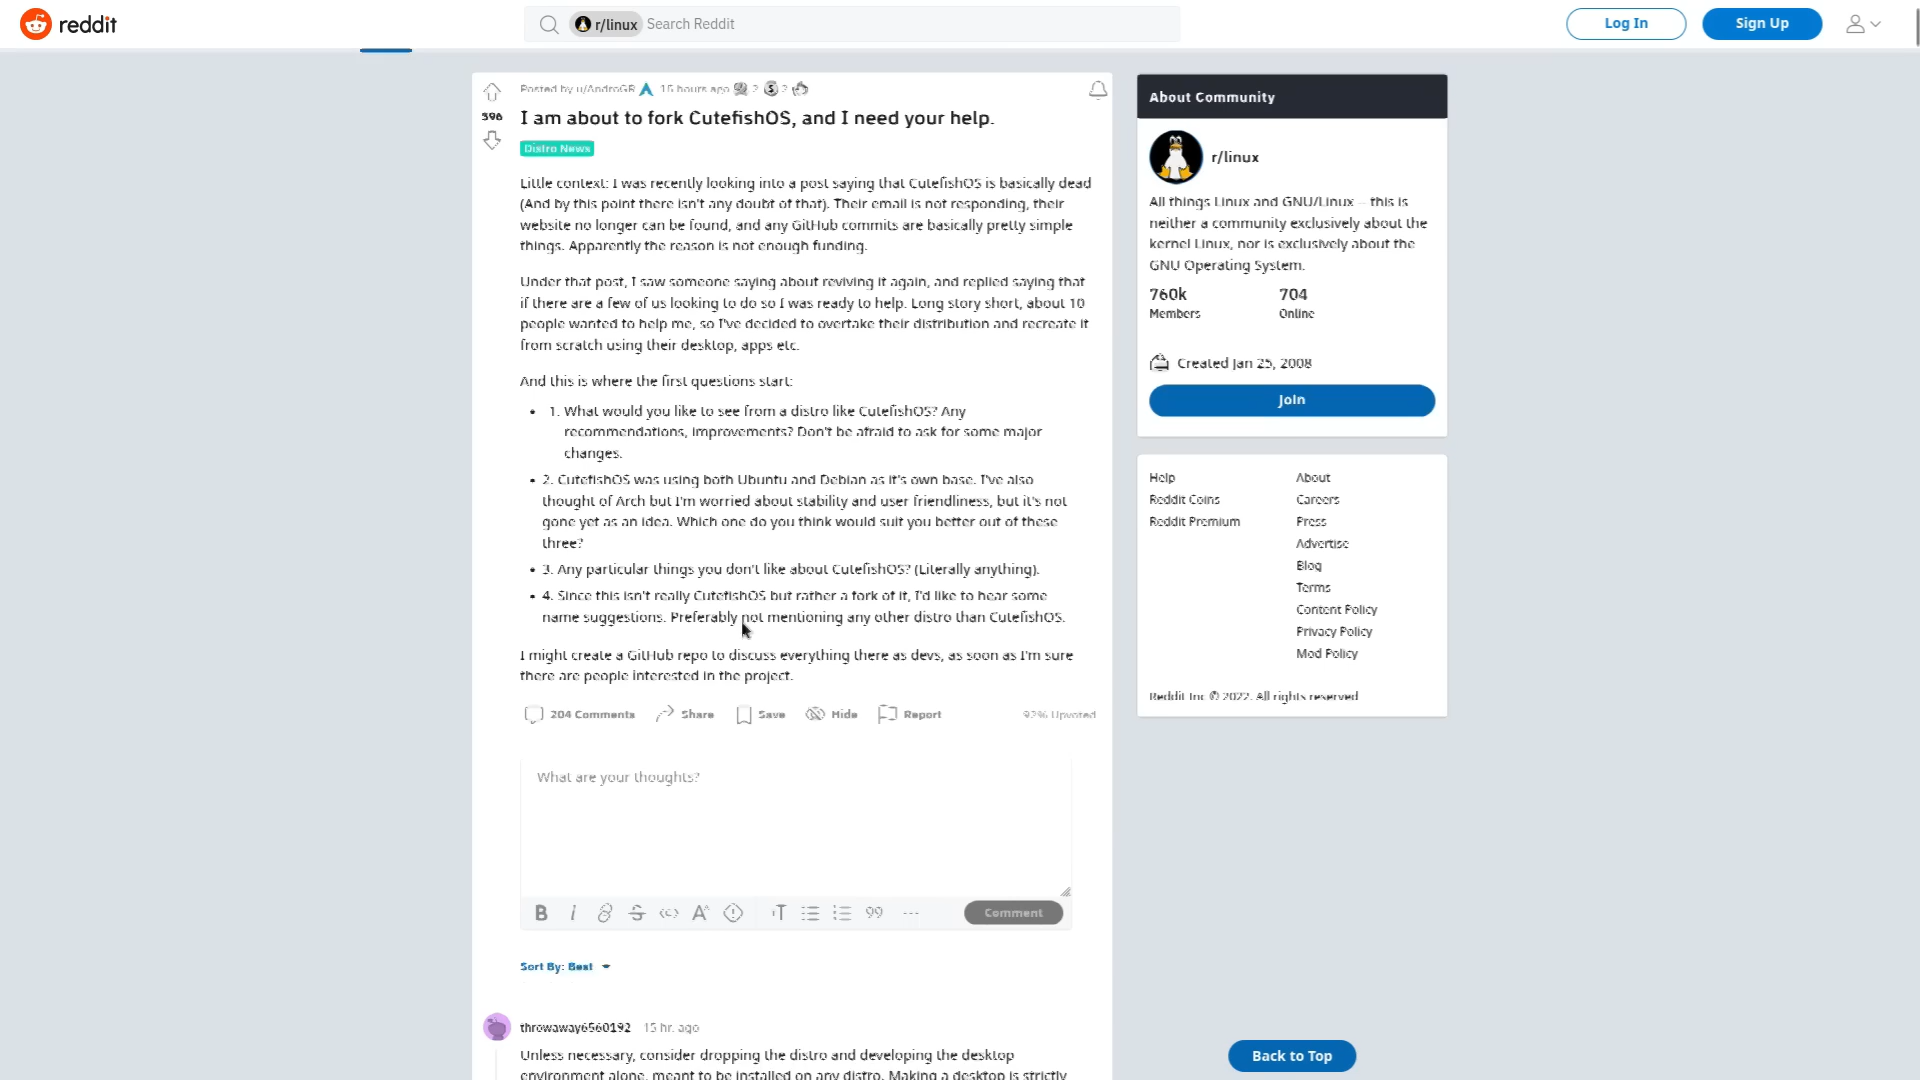 reddit
r/linux Search Reddit
Log In
Sign Up
Posted by u/AndroGR 15 hours ago 2 2
396
I am about to fork CutefishOS, and I need your help.
Distro News
Little context: I was recently looking into a post saying that CutefishOS is basically dead
(And by this point there isn't any doubt of that). Their email is not responding, their
website no longer can be found, and any GitHub commits are basically pretty simple
things. Apparently the reason is not enough funding.
Under that post, I saw someone saying about reviving it again, and replied saying that
if there are a few of us looking to do so I was ready to help. Long story short, about 10
people wanted to help me, so I've decided to overtake their distribution and recreate it
from scratch using their desktop, apps etc.
And this is where the first questions start:
• 1. What would you like to see from a distro like CutefishOS? Any
recommendations, improvements? Don't be afraid to ask for some major
changes.
• 2. CutefishOS was using both Ubuntu and Debian as it's own base. I've also
thought of Arch but I'm worried about stability and user friendliness, but it's not
gone yet as an idea. Which one do you think would suit you better out of these
three?
• 3. Any particular things you don't like about CutefishOS? (Literally anything).
• 4. Since this isn't really CutefishOS but rather a fork of it, I'd like to hear some
name suggestions. Preferably not mentioning any other distro than CutefishOS.
I might create a GitHub repo to discuss everything there as devs, as soon as I'm sure
there are people interested in the project.
204 Comments Share Save Hide Report 92% Upvoted
What are your thoughts?
Comment
Sort By: Best
throwaway6560192 15 hr. ago
Unless necessary, consider dropping the distro and developing the desktop
environment alone, meant to be installed on any distro. Making a desktop is strictly
About Community
r/linux
All things Linux and GNU/Linux -- this is
neither a community exclusively about the
kernel Linux, nor is exclusively about the
GNU Operating System.
760k 704
Members Online
Created Jan 25, 2008
Join
Help About
Reddit Coins Careers
Reddit Premium Press
Advertise
Blog
Terms
Content Policy
Privacy Policy
Mod Policy
Reddit Inc © 2022. All rights reserved
Back to Top